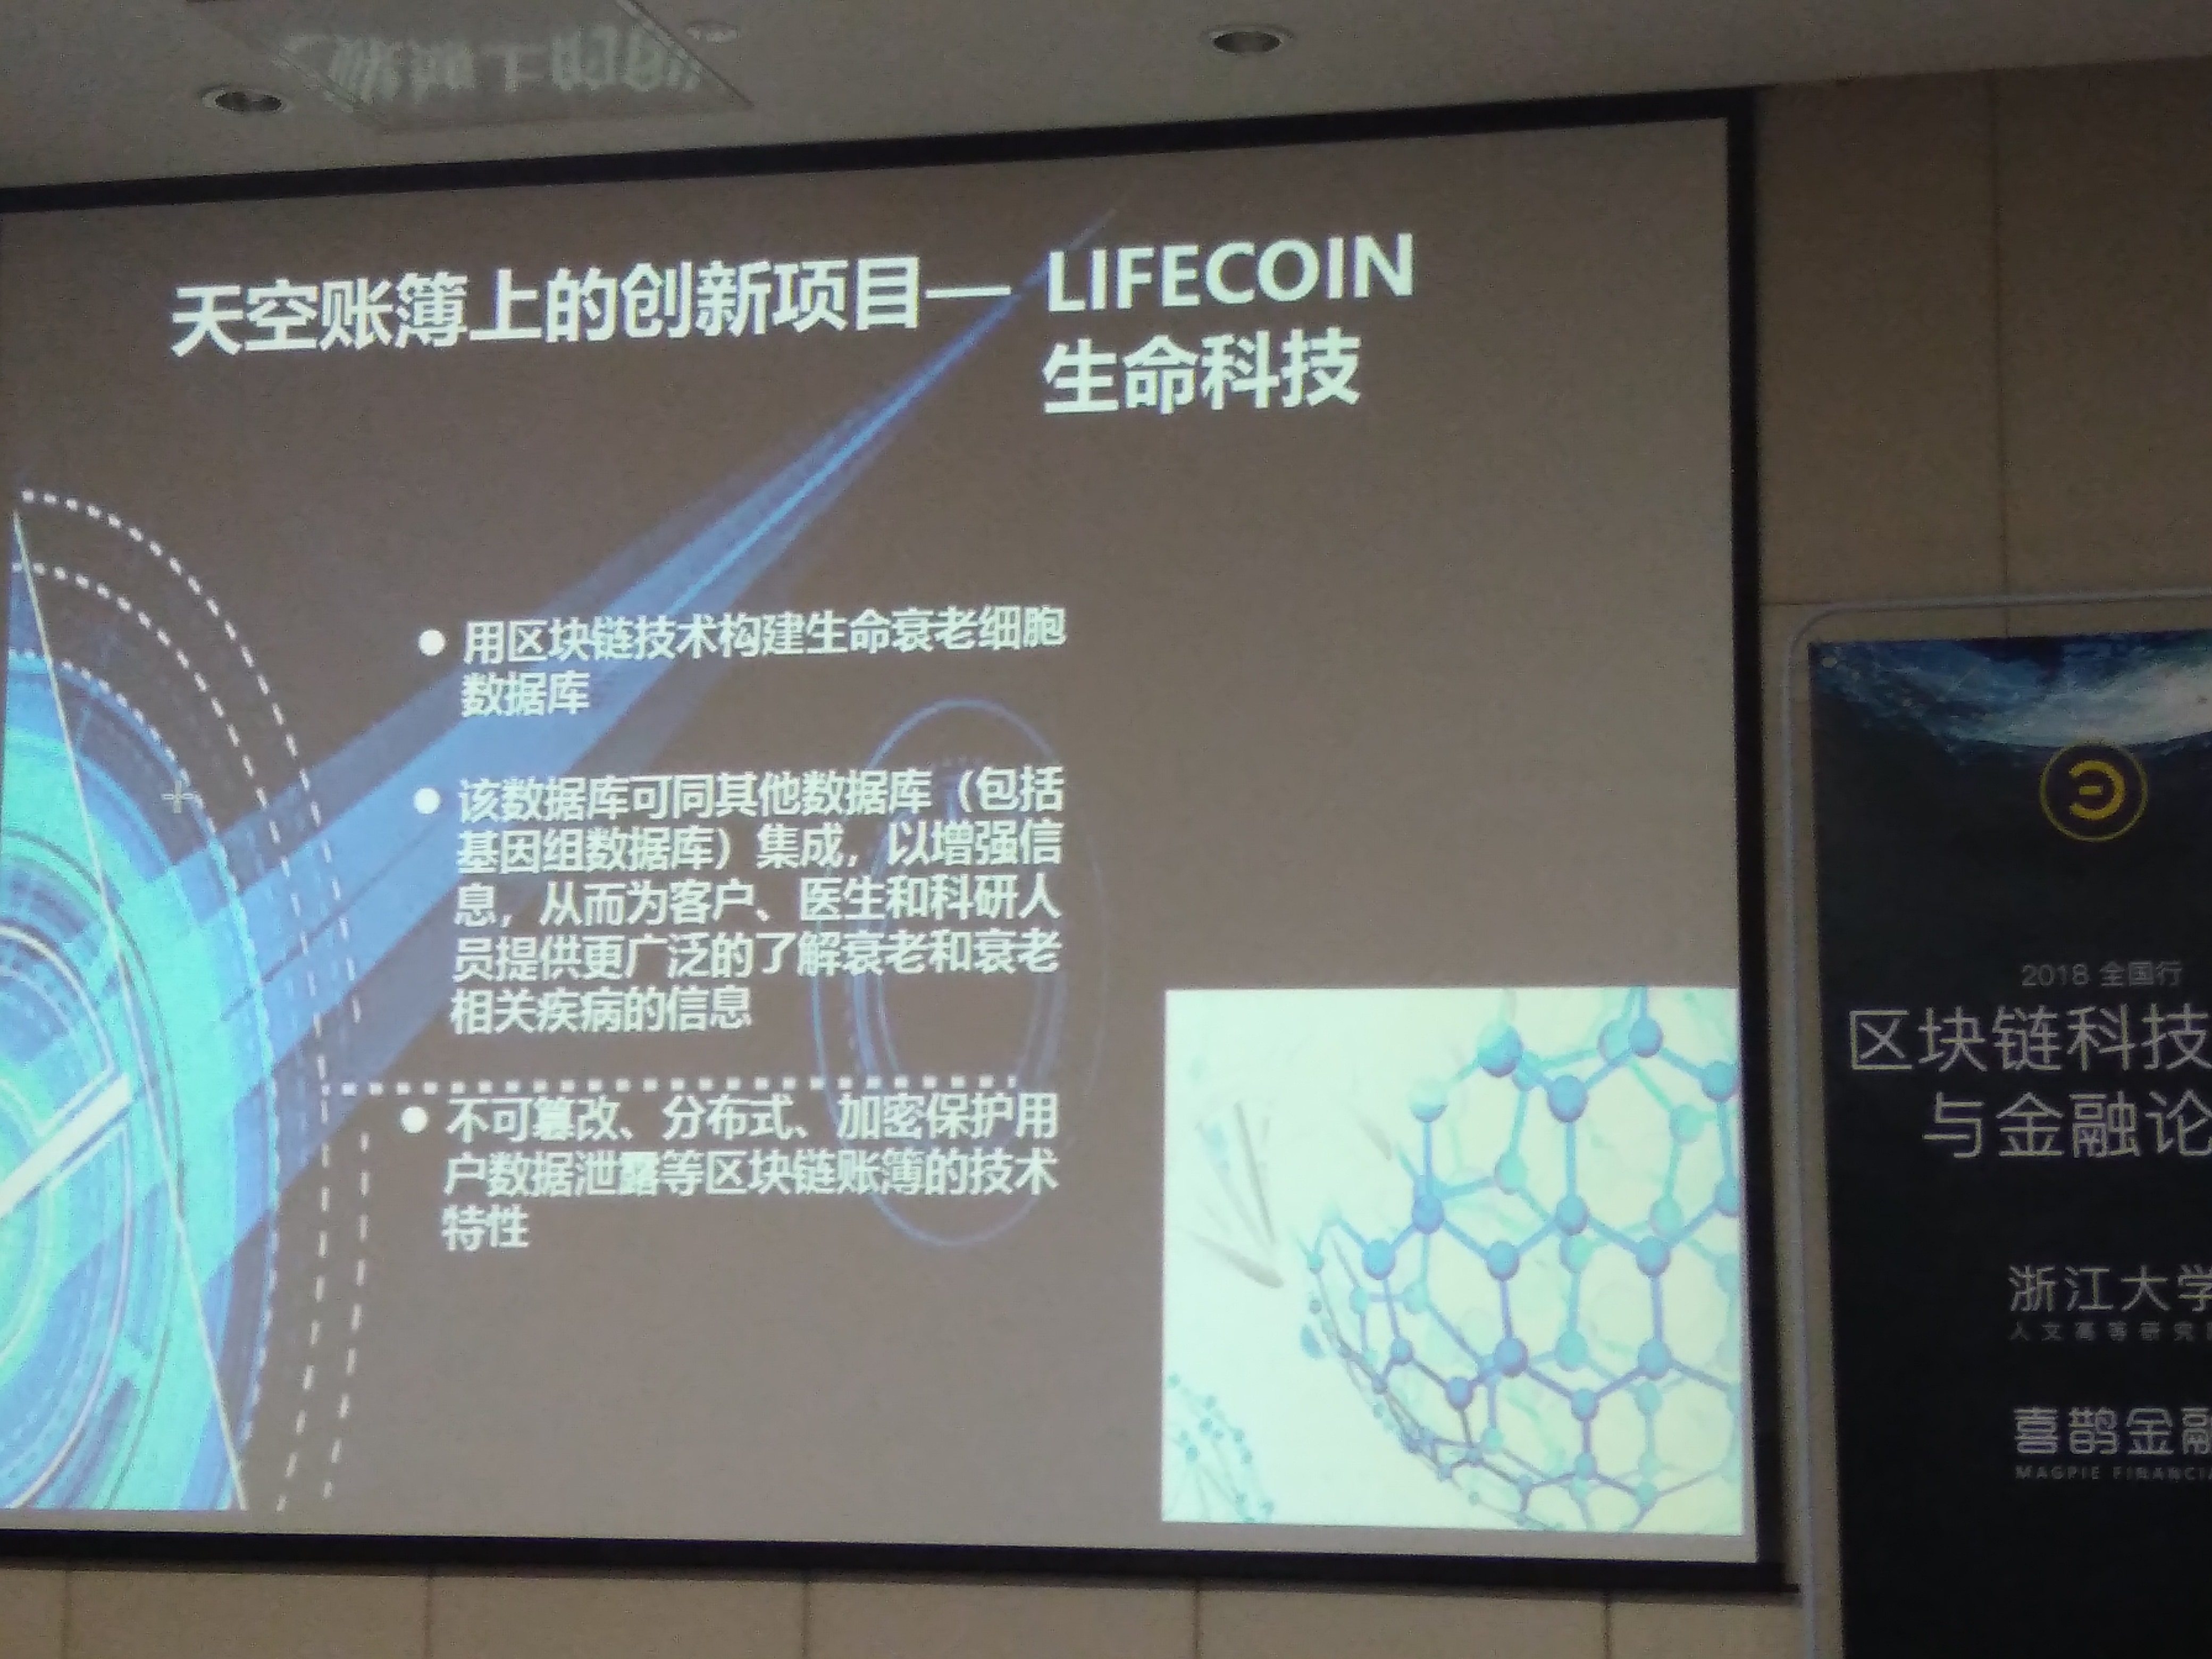 天空账簿上的创新项目— LIFECOIN
生命科技
● 用区块链技术构建生命衰老细胞
数据库
● 该数据库可同其他数据库（包括
基因组数据库）集成，以增强信
息，从而为客户、医生和科研人
员提供更广泛的了解衰老和衰老
相关疾病的信息
● 不可篡改、分布式、加密保护用
户数据泄露等区块链账簿的技术
特性
2018 全国行
区块链科技
与金融论
浙江大学
人文高等研究
喜鹊金融
MAGPIE FINANCIA